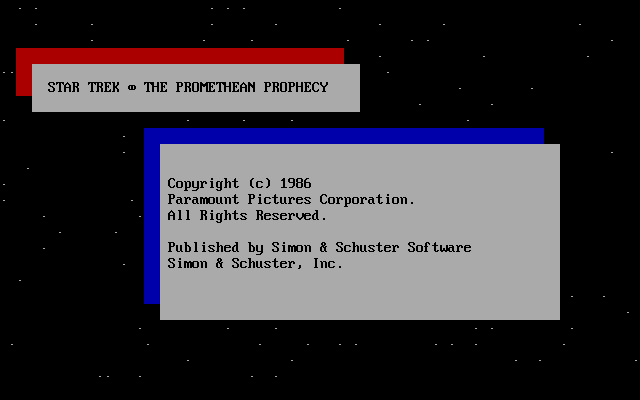 STAR TREK ∞ THE PROMETHEAN PROPHECY
Copyright (c) 1986
Paramount Pictures Corporation.
All Rights Reserved.
Published by Simon & Schuster Software
Simon & Schuster, Inc.